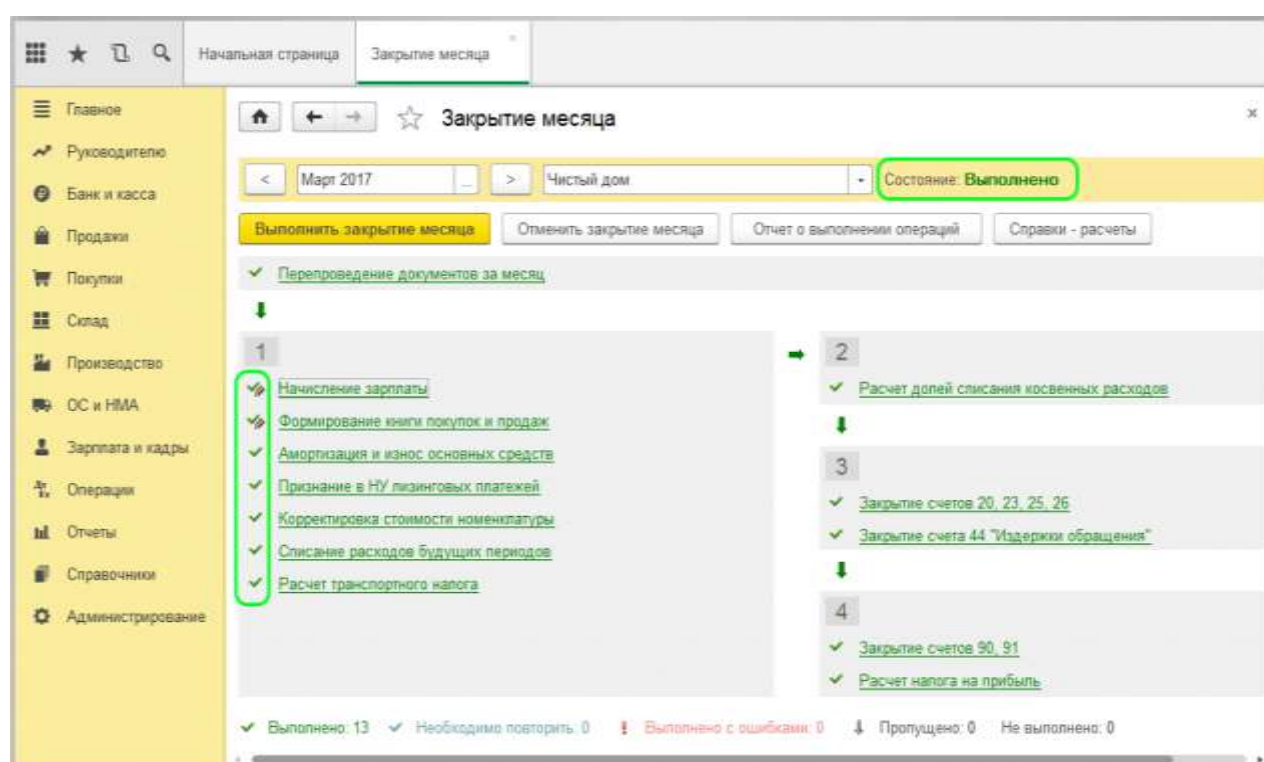 Начальная страница
Закрытие месяца
Главное
Руководителю
Банк и касса
Продажи
Покупки
Склад
Производство
ОС и НМА
Зарплата и кадры
Операции
Отчеты
Справочники
Администрирование
Закрытие месяца
< Март 2017 ... > Чистый дом Состояние: Выполнено
Выполнить закрытие месяца Отменить закрытие месяца Отчет о выполнении операций Справки - расчеты
Перепроведение документов за месяц
1
Начисление зарплаты
Формирование книги покупок и продаж
Амортизация и износ основных средств
Признание в НУ лизинговых платежей
Корректировка стоимости номенклатуры
Списание расходов будущих периодов
Расчет транспортного налога
2
Расчет долей списания косвенных расходов
3
Закрытие счетов 20, 23, 25, 26
Закрытие счета 44 "Издержки обращения"
4
Закрытие счетов 90, 91
Расчет налога на прибыль
Выполнено: 13 Необходимо повторить: 0 Выполнено с ошибками: 0 Пропущено: 0 Не выполнено: 0